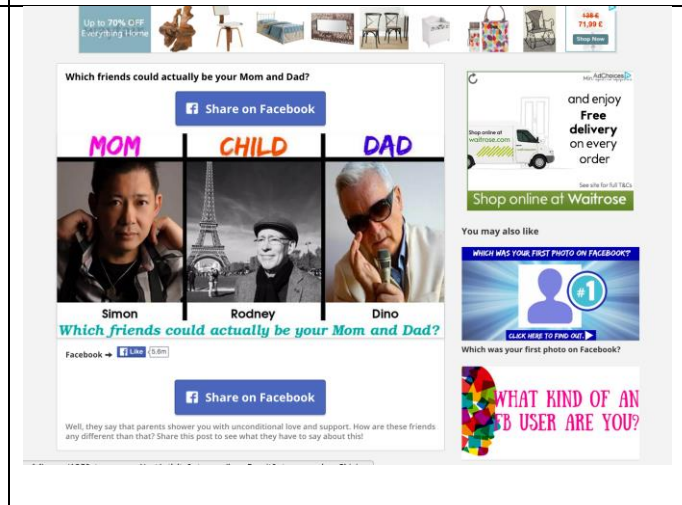 Up to 70% OFF
Everything Home
138 €
71,99 €
Shop Now
Which friends could actually be your Mom and Dad?
Share on Facebook
MOM
CHILD
DAD
Simon
Rodney
Dino
Which friends could actually be your Mom and Dad?
Facebook ➔ Like 5.6m
Share on Facebook
Well, they say that parents shower you with unconditional love and support. How are these friends
any different than that? Share this post to see what they have to say about this!
AdChoices
and enjoy
Free
delivery
on every
order
Shop online at
waitrose.com
See site for full T&Cs
Shop online at Waitrose
You may also like
WHICH WAS YOUR FIRST PHOTO ON FACEBOOK?
#1
CLICK HERE TO FIND OUT.
Which was your first photo on Facebook?
WHAT KIND OF AN
FB USER ARE YOU?